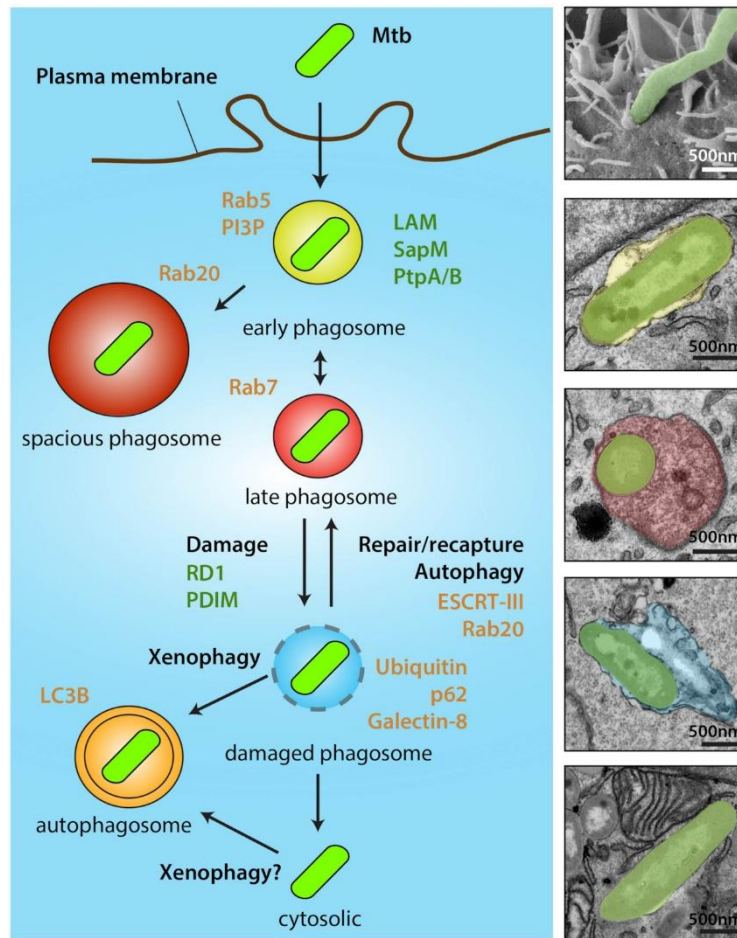 Mtb
Plasma membrane
Rab5
PI3P
LAM
SapM
PtpA/B
Rab20
early phagosome
Rab7
spacious phagosome
late phagosome
Damage
RD1
PDIM
Repair/recapture
Autophagy
ESCRT-III
Rab20
Xenophagy
Ubiquitin
p62
Galectin-8
LC3B
damaged phagosome
autophagosome
Xenophagy?
cytosolic
500nm
500nm
500nm
500nm
500nm